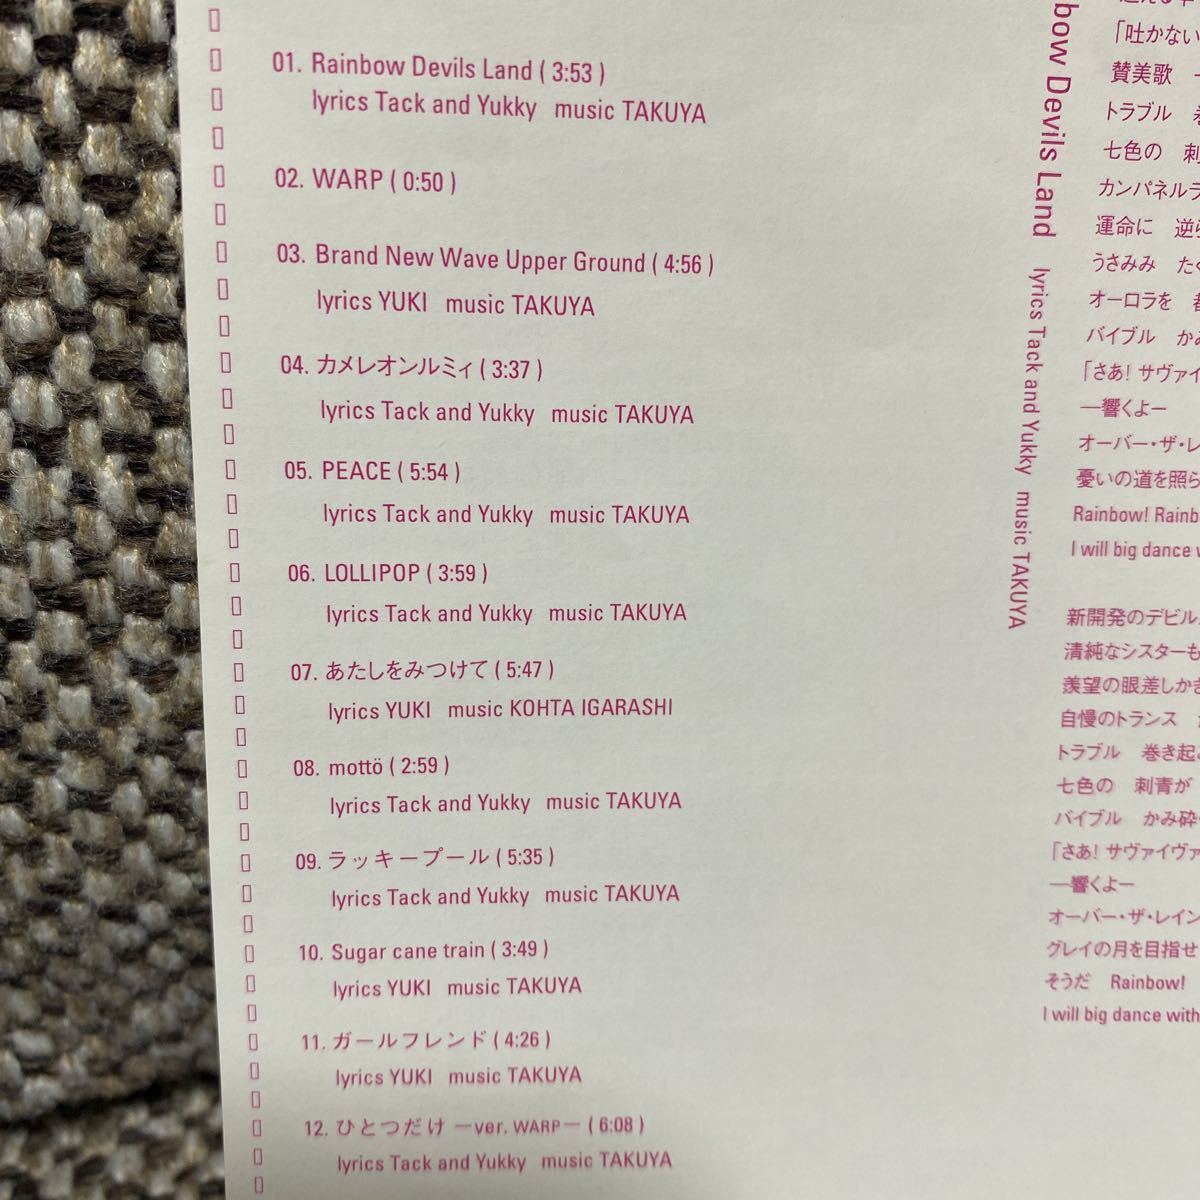 01. Rainbow Devils Land ( 3:53 )
lyrics Tack and Yukky music TAKUYA
02. WARP ( 0:50 )
03. Brand New Wave Upper Ground ( 4:56 )
lyrics YUKI music TAKUYA
04. カメレオンルミィ ( 3:37 )
lyrics Tack and Yukky music TAKUYA
05. PEACE ( 5:54 )
lyrics Tack and Yukky music TAKUYA
06. LOLLIPOP ( 3:59 )
lyrics Tack and Yukky music TAKUYA
07. あたしをみつけて ( 5:47 )
lyrics YUKI music KOHTA IGARASHI
08. mottö ( 2:59 )
lyrics Tack and Yukky music TAKUYA
09. ラッキープール ( 5:35 )
lyrics Tack and Yukky music TAKUYA
10. Sugar cane train ( 3:49 )
lyrics YUKI music TAKUYA
11. ガールフレンド ( 4:26 )
lyrics YUKI music TAKUYA
12. ひとつだけ —ver. WARP— ( 6:08 )
lyrics Tack and Yukky music TAKUYA
bow Devils Land lyrics Tack and Yukky music TAKUYA
「吐かない
賛美歌
トラブル
七色の 刺
カンパネルラ
運命に 逆ら
うさみみ たく
オーロラを
バイブル かみ
「さあ! サヴァイ
—響くよー
オーバー・ザ・レ
憂いの道を照ら
Rainbow! Rainb
I will big dance w
新開発のデビル
清純なシスターも
羨望の眼差しかき
自慢のトランス
トラブル 巻き起こ
七色の 刺青が
バイブル かみ砕
「さあ! サヴァイヴァ
—響くよー
オーバー・ザ・レイン
グレイの月を目指せ
そうだ Rainbow!
I will big dance with